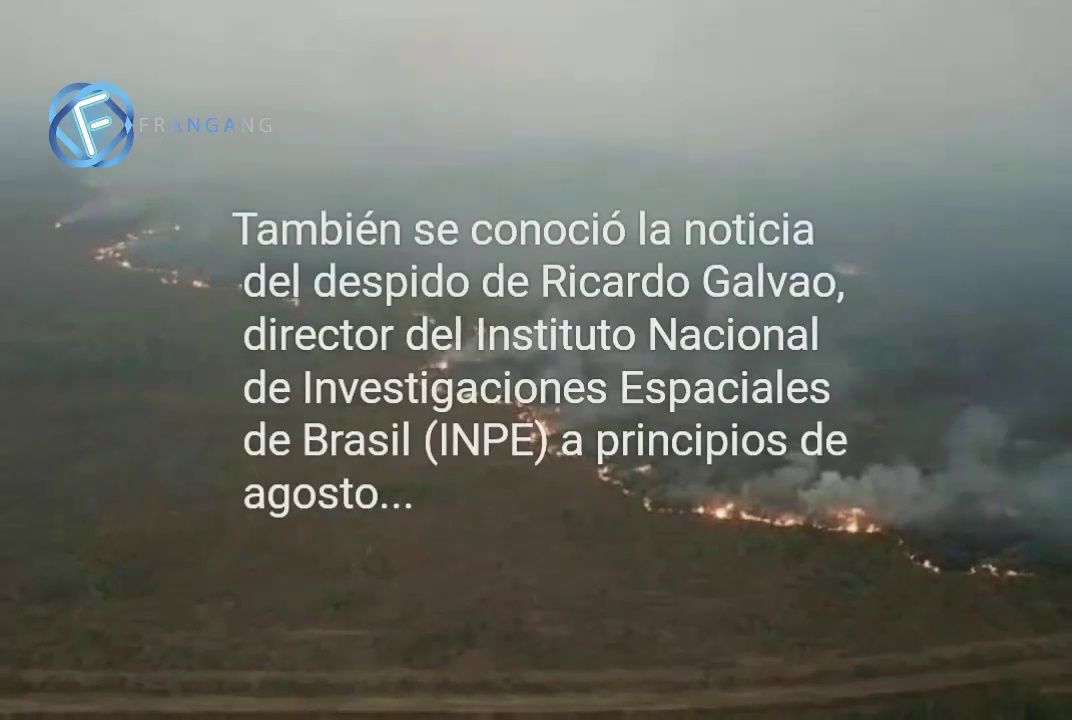 F FRANGANG
También se conoció la noticia
del despido de Ricardo Galvao,
director del Instituto Nacional
de Investigaciones Espaciales
de Brasil (INPE) a principios de
agosto...